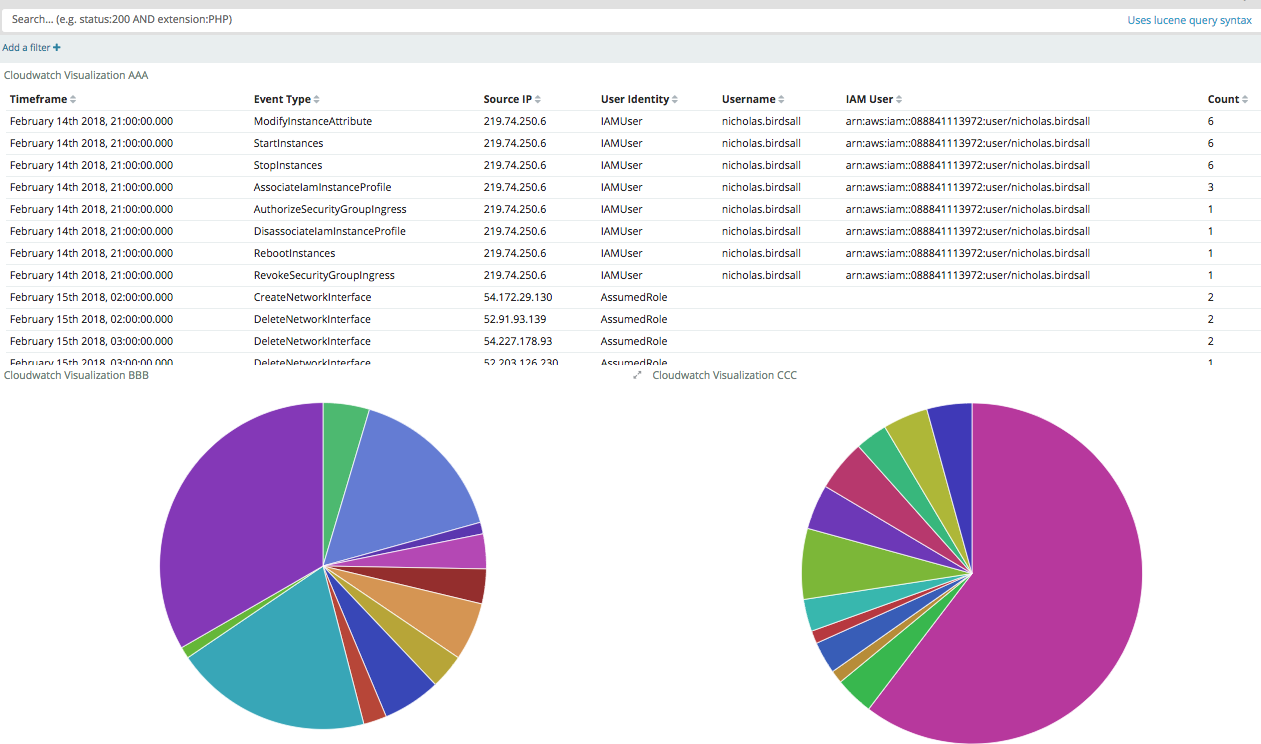 Search... (e.g. status:200 AND extension:PHP) Uses lucene query syntax
Add a filter +
Cloudwatch Visualization AAA
Timeframe Event Type Source IP User Identity Username IAM User Count
February 14th 2018, 21:00:00.000 ModifyInstanceAttribute 219.74.250.6 IAMUser nicholas.birdsall arn:aws:iam::088841113972:user/nicholas.birdsall 6
February 14th 2018, 21:00:00.000 StartInstances 219.74.250.6 IAMUser nicholas.birdsall arn:aws:iam::088841113972:user/nicholas.birdsall 6
February 14th 2018, 21:00:00.000 StopInstances 219.74.250.6 IAMUser nicholas.birdsall arn:aws:iam::088841113972:user/nicholas.birdsall 6
February 14th 2018, 21:00:00.000 AssociateIamInstanceProfile 219.74.250.6 IAMUser nicholas.birdsall arn:aws:iam::088841113972:user/nicholas.birdsall 3
February 14th 2018, 21:00:00.000 AuthorizeSecurityGroupIngress 219.74.250.6 IAMUser nicholas.birdsall arn:aws:iam::088841113972:user/nicholas.birdsall 1
February 14th 2018, 21:00:00.000 DisassociateIamInstanceProfile 219.74.250.6 IAMUser nicholas.birdsall arn:aws:iam::088841113972:user/nicholas.birdsall 1
February 14th 2018, 21:00:00.000 RebootInstances 219.74.250.6 IAMUser nicholas.birdsall arn:aws:iam::088841113972:user/nicholas.birdsall 1
February 14th 2018, 21:00:00.000 RevokeSecurityGroupIngress 219.74.250.6 IAMUser nicholas.birdsall arn:aws:iam::088841113972:user/nicholas.birdsall 1
February 15th 2018, 02:00:00.000 CreateNetworkInterface 54.172.29.130 AssumedRole 2
February 15th 2018, 02:00:00.000 DeleteNetworkInterface 52.91.93.139 AssumedRole 2
February 15th 2018, 03:00:00.000 DeleteNetworkInterface 54.227.178.93 AssumedRole 2
February 15th 2018, 03:00:00.000 DeleteNetworkInterface 52.203.126.230 AssumedRole 1
Cloudwatch Visualization BBB Cloudwatch Visualization CCC